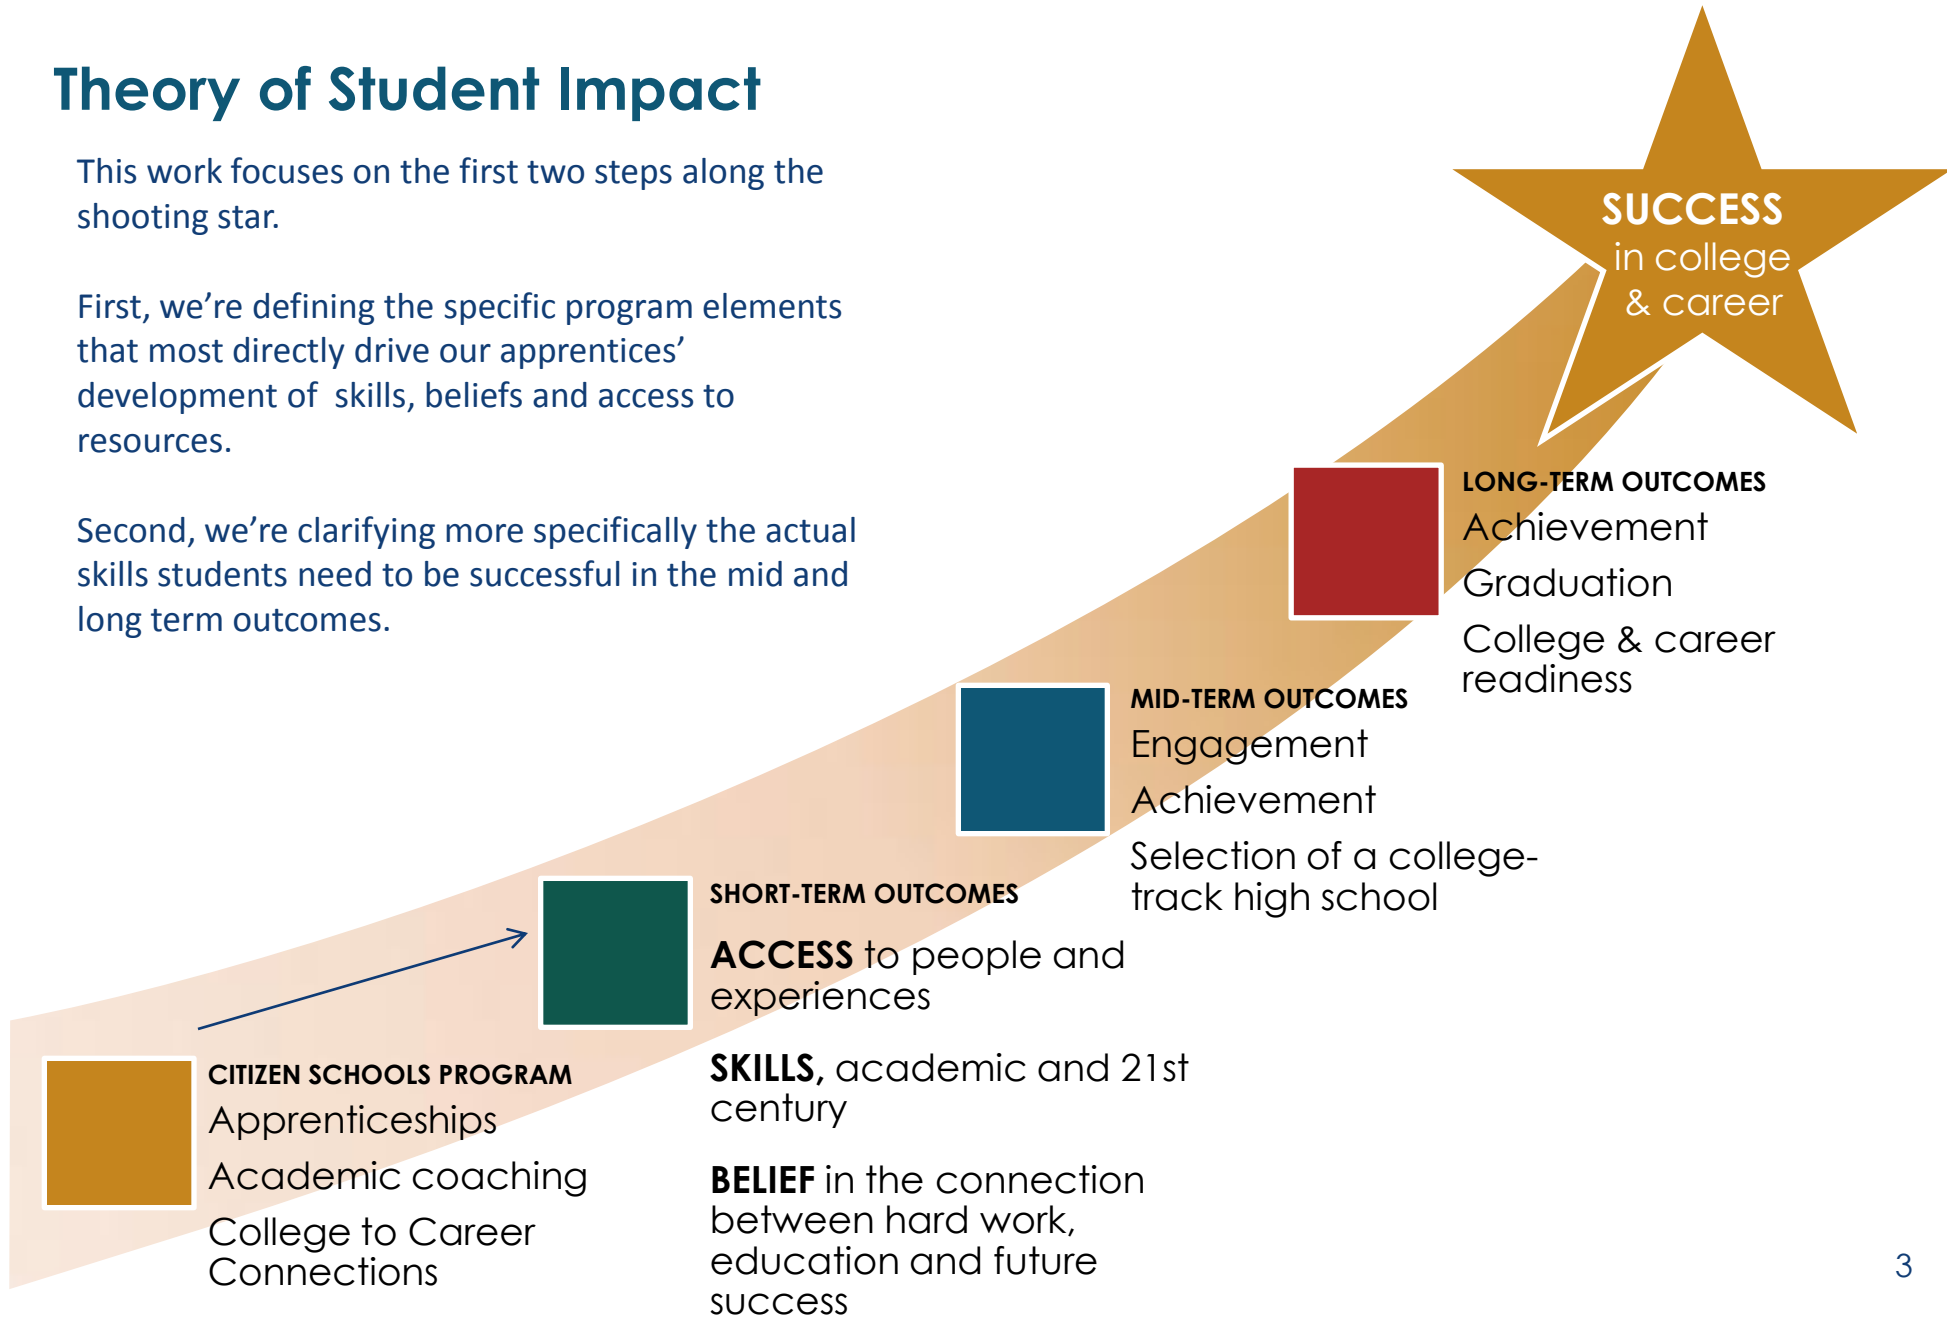 Theory of Student Impact
This work focuses on the first two steps along the
shooting star.
First, we’re defining the specific program elements
that most directly drive our apprentices’
development of  skills, beliefs and access to
resources.
Second, we’re clarifying more specifically the actual
skills students need to be successful in the mid and
long term outcomes.
SUCCESS
in college
& career
LONG-TERM OUTCOMES
Achievement
Graduation
College & career
readiness
MID-TERM OUTCOMES
Engagement
Achievement
Selection of a college-
track high school
SHORT-TERM OUTCOMES
ACCESS to people and
experiences
SKILLS, academic and 21st
century
BELIEF in the connection
between hard work,
education and future
success
CITIZEN SCHOOLS PROGRAM
Apprenticeships
Academic coaching
College to Career
Connections
3